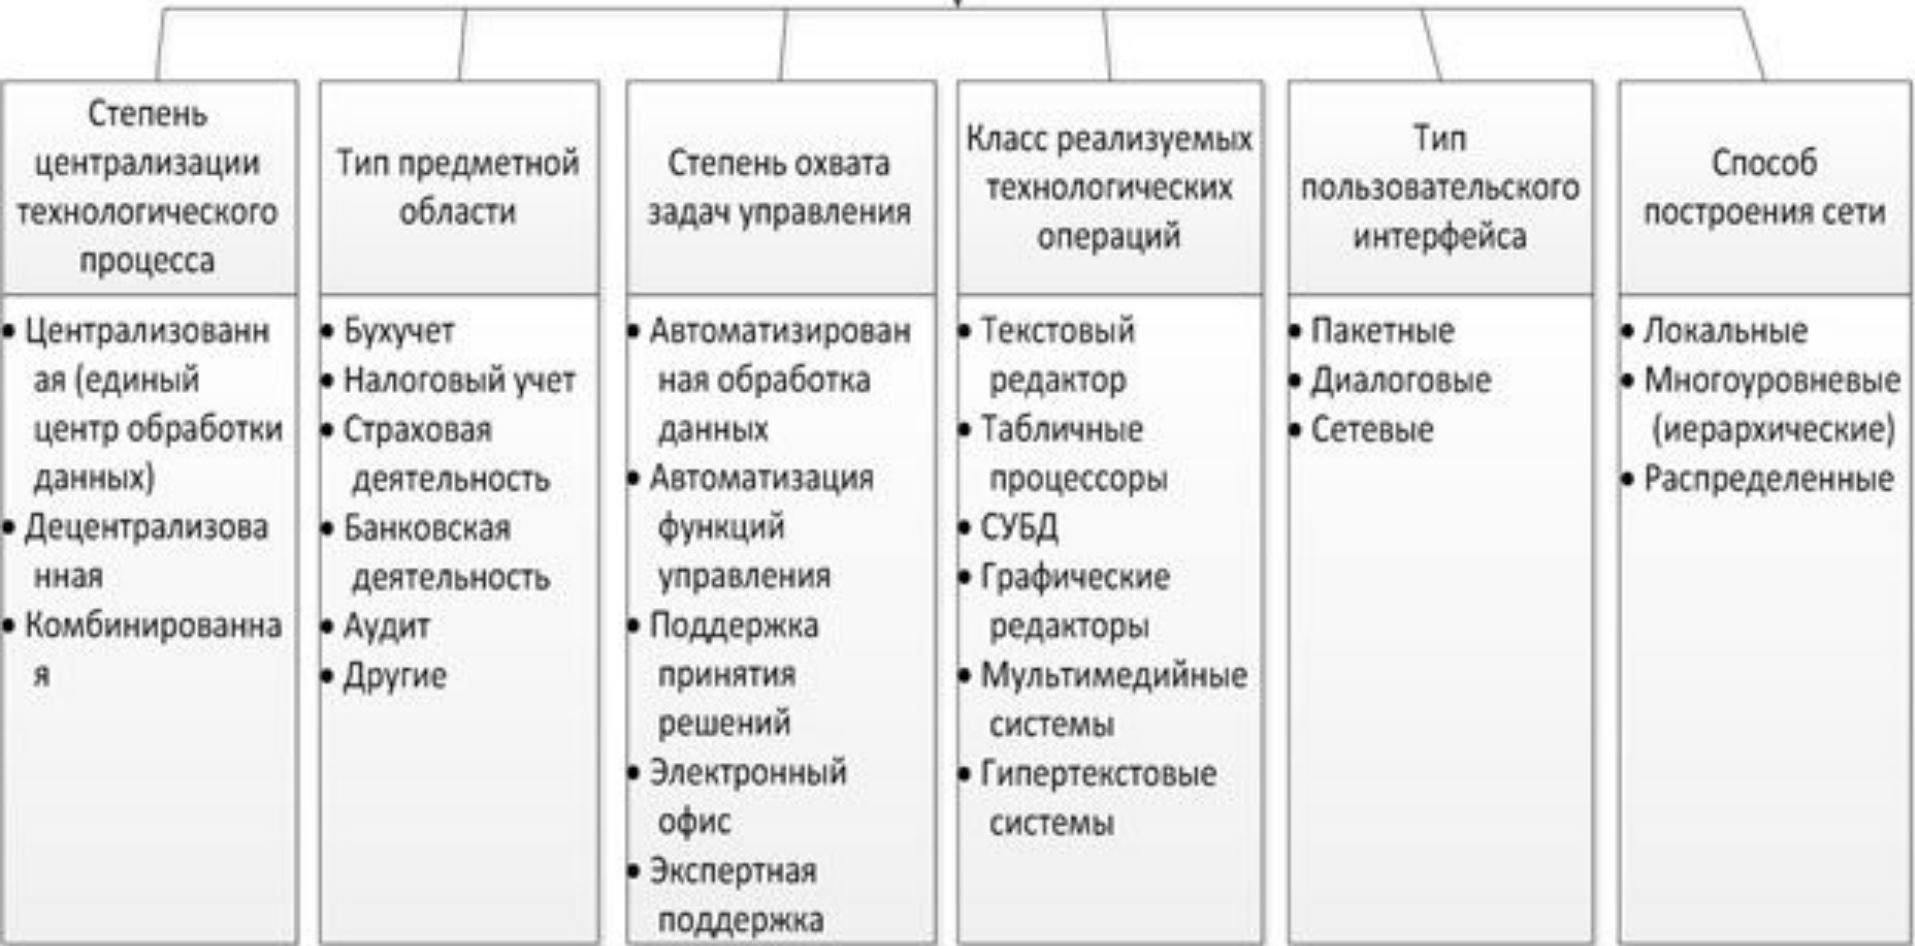 Степень
централизации
технологического
процесса
• Централизованн
ая (единый
центр обработки
данных)
• Децентрализова
нная
• Комбинированна
я
Тип предметной
области
• Бухучет
• Налоговый учет
• Страховая
деятельность
• Банковская
деятельность
• Аудит
• Другие
Степень охвата
задач управления
• Автоматизирован
ная обработка
данных
• Автоматизация
функций
управления
• Поддержка
принятия
решений
• Электронный
офис
• Экспертная
поддержка
Класс реализуемых
технологических
операций
• Текстовый
редактор
• Табличные
процессоры
• СУБД
• Графические
редакторы
• Мультимедийные
системы
• Гипертекстовые
системы
Тип
пользовательского
интерфейса
• Пакетные
• Диалоговые
• Сетевые
Способ
построения сети
• Локальные
• Многоуровневые
(иерархические)
• Распределенные